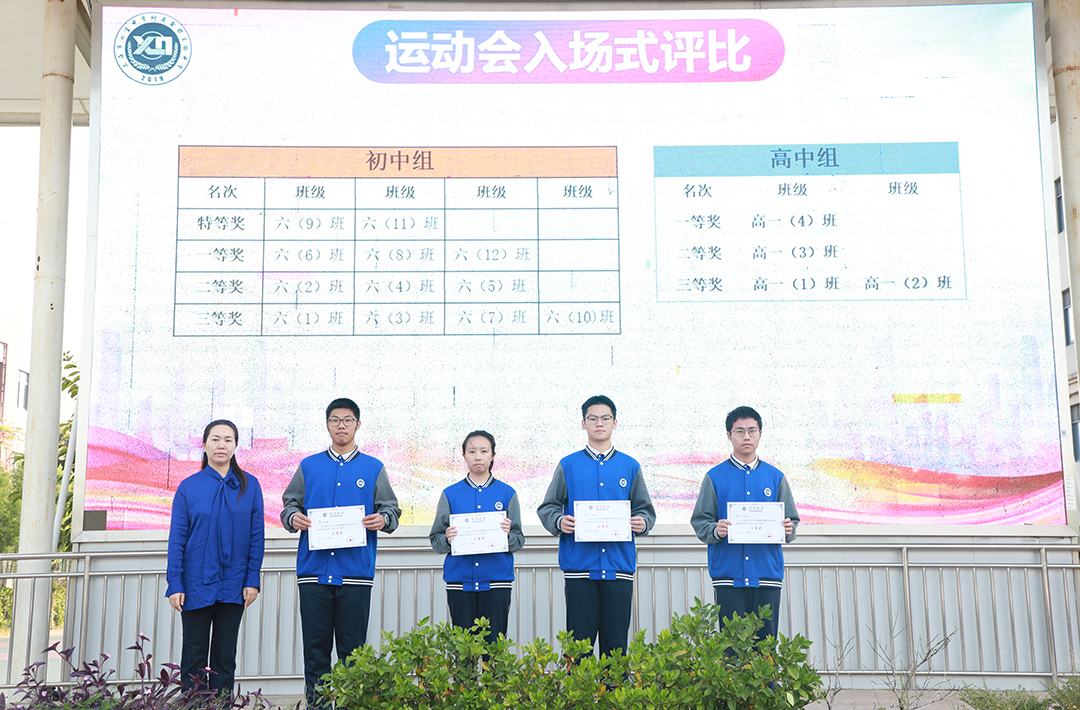 XU
2019
运动会入场式评比
初中组
名次 班级 班级 班级 班级
特等奖 六（9）班 六（11）班
一等奖 六（6）班 六（8）班 六（12）班
二等奖 六（2）班 六（4）班 六（5）班
三等奖 六（1）班 六（3）班 六（7）班 六（10)班
高中组
名次 班级 班级
一等奖 高一（4）班
二等奖 高一（3）班
三等奖 高一（1）班 高一（2）班